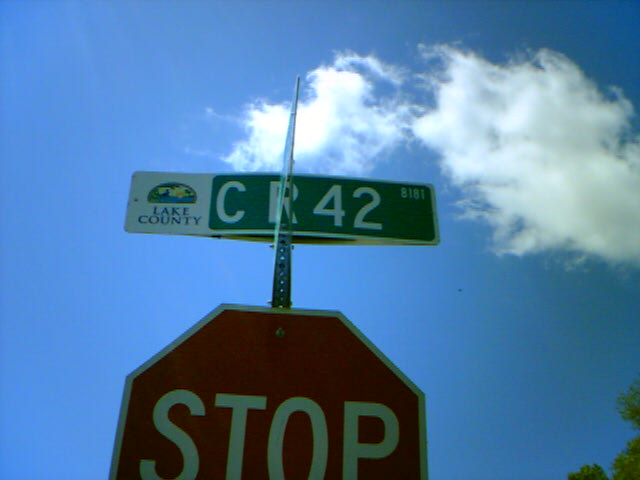 LAKE
COUNTY
C R 42
8181
STOP